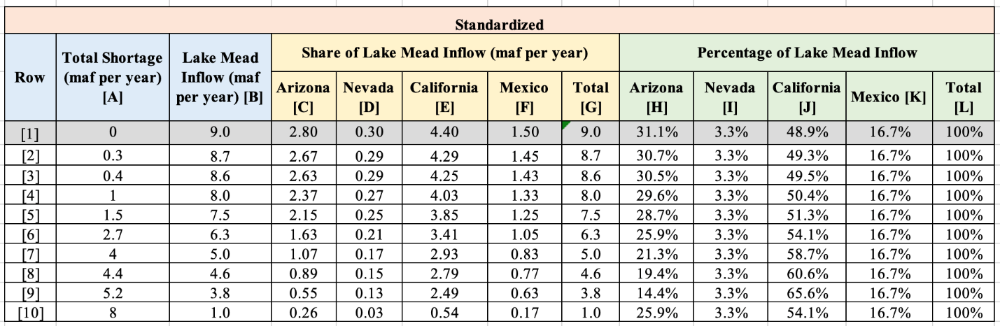 Standardized
Row Total Shortage (maf per year) [A] Lake Mead Inflow (maf per year) [B] Share of Lake Mead Inflow (maf per year) Percentage of Lake Mead Inflow
Arizona [C] Nevada [D] California [E] Mexico [F] Total [G] Arizona [H] Nevada [I] California [J] Mexico [K] Total [L]
[1] 0 9.0 2.80 0.30 4.40 1.50 9.0 31.1% 3.3% 48.9% 16.7% 100%
[2] 0.3 8.7 2.67 0.29 4.29 1.45 8.7 30.7% 3.3% 49.3% 16.7% 100%
[3] 0.4 8.6 2.63 0.29 4.25 1.43 8.6 30.5% 3.3% 49.5% 16.7% 100%
[4] 1 8.0 2.37 0.27 4.03 1.33 8.0 29.6% 3.3% 50.4% 16.7% 100%
[5] 1.5 7.5 2.15 0.25 3.85 1.25 7.5 28.7% 3.3% 51.3% 16.7% 100%
[6] 2.7 6.3 1.63 0.21 3.41 1.05 6.3 25.9% 3.3% 54.1% 16.7% 100%
[7] 4 5.0 1.07 0.17 2.93 0.83 5.0 21.3% 3.3% 58.7% 16.7% 100%
[8] 4.4 4.6 0.89 0.15 2.79 0.77 4.6 19.4% 3.3% 60.6% 16.7% 100%
[9] 5.2 3.8 0.55 0.13 2.49 0.63 3.8 14.4% 3.3% 65.6% 16.7% 100%
[10] 8 1.0 0.26 0.03 0.54 0.17 1.0 25.9% 3.3% 54.1% 16.7% 100%